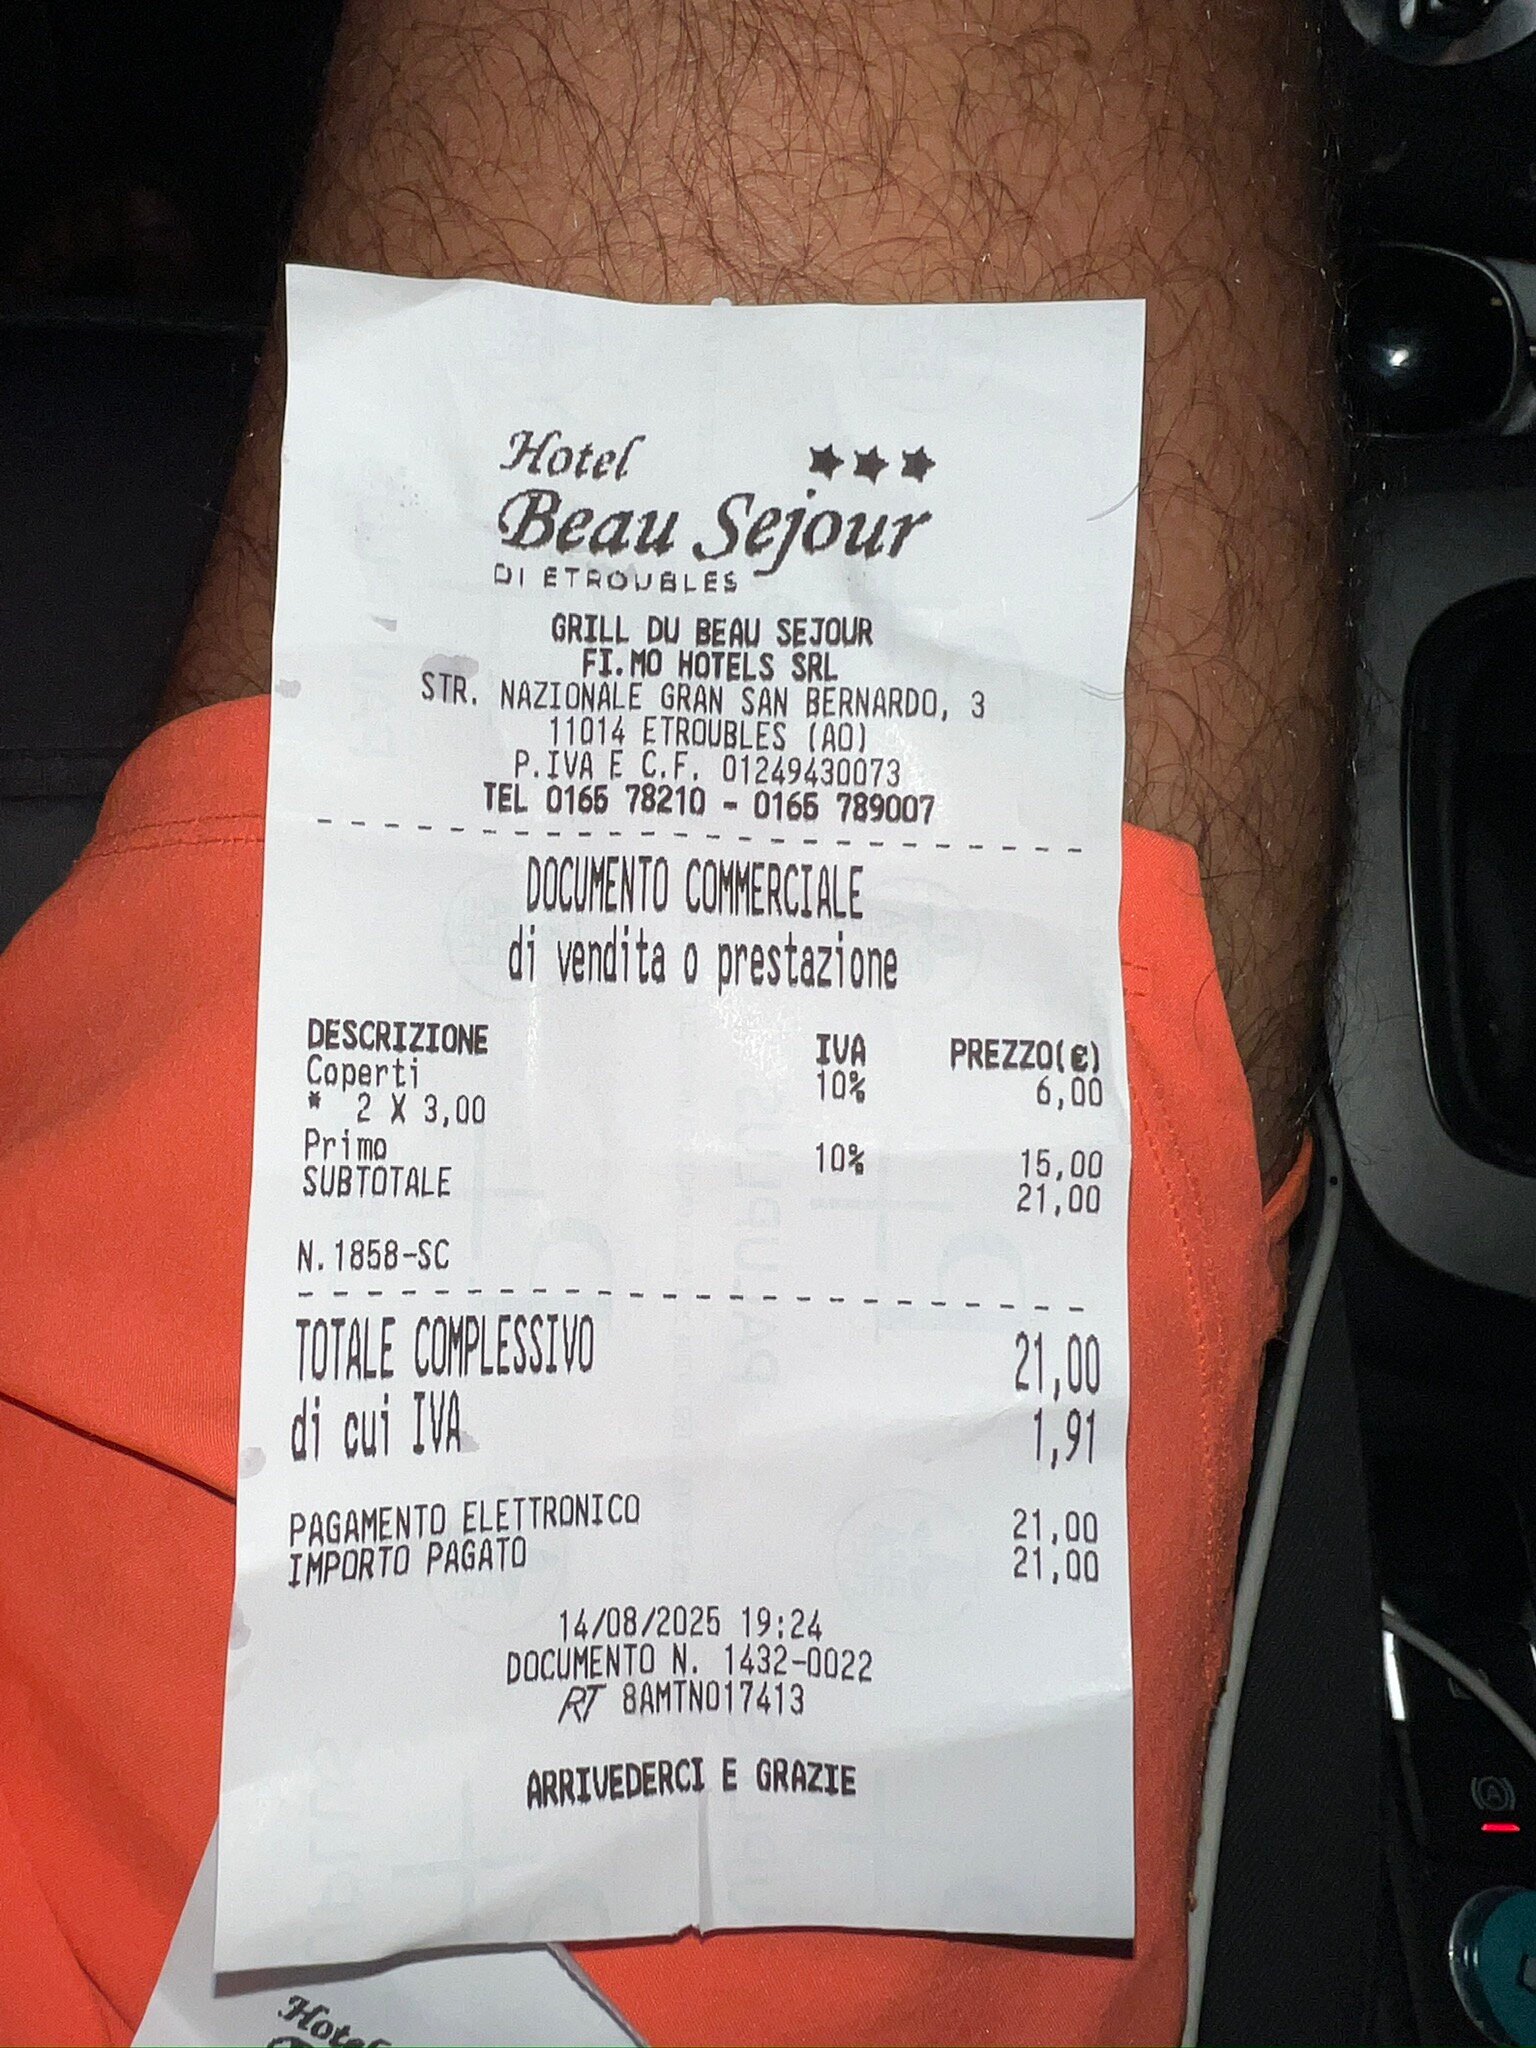 Hotel ★★★
Beau Sejour
DI ETROUBLES
GRILL DU BEAU SEJOUR
FI.MO HOTELS SRL
STR. NAZIONALE GRAN SAN BERNARDO, 3
11014 ETROUBLES (AO)
P.IVA E C.F. 01249430073
TEL 0165 78210 - 0165 789007
DOCUMENTO COMMERCIALE
di vendita o prestazione
DESCRIZIONE IVA PREZZO(€)
Coperti 10% 6,00
* 2 X 3,00
Primo 10% 15,00
SUBTOTALE 21,00
N.1858-SC
TOTALE COMPLESSIVO 21,00
di cui IVA 1,91
PAGAMENTO ELETTRONICO 21,00
IMPORTO PAGATO 21,00
14/08/2025 19:24
DOCUMENTO N. 1432-0022
RT 8AMTN017413
ARRIVEDERCI E GRAZIE
Hotel